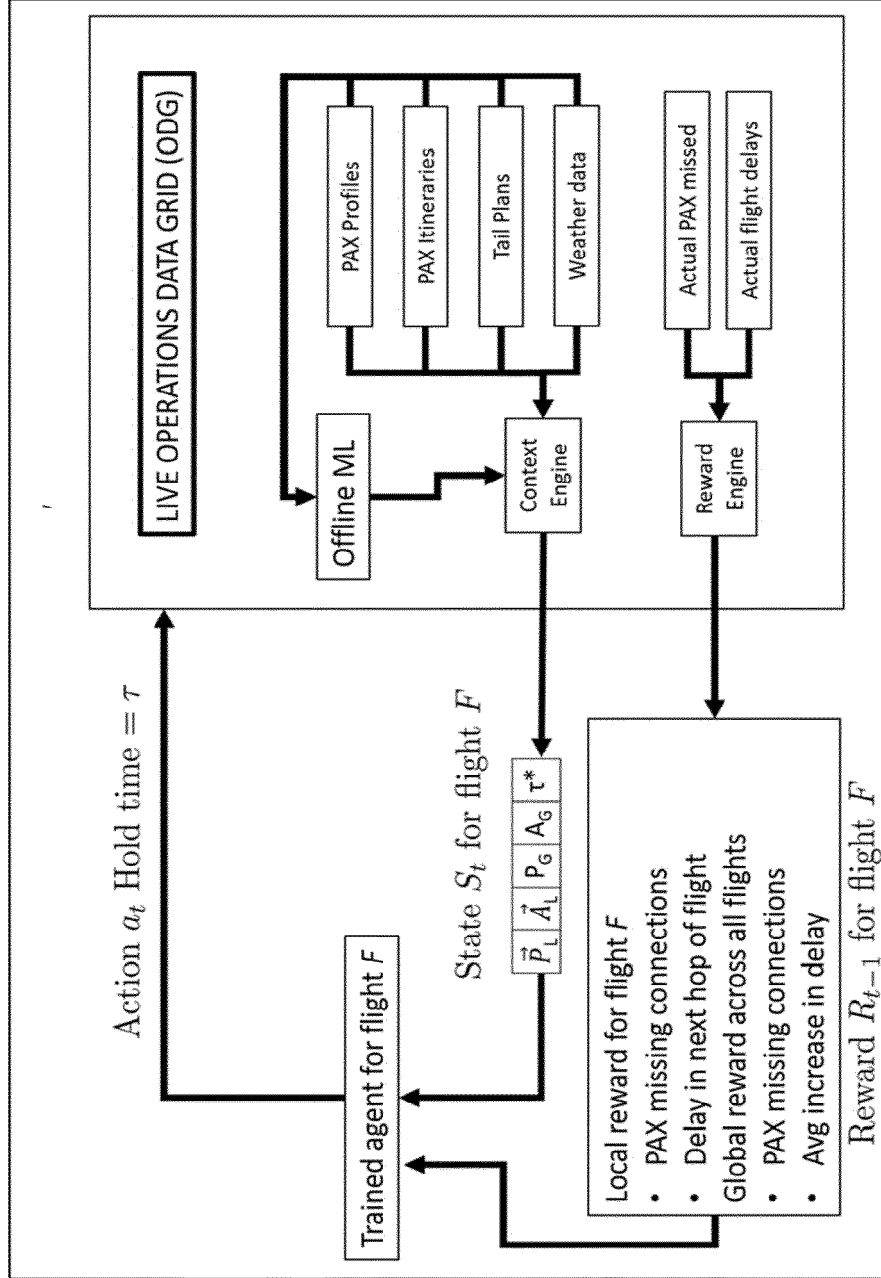 Action a_t Hold time = τ
LIVE OPERATIONS DATA GRID (ODG)
Trained agent for flight F
Offline ML
PAX Profiles
PAX Itineraries
Tail Plans
Weather data
State S_t for flight F
P⃗_L A⃗_L P_G A_G τ*
Context
Engine
Local reward for flight F
• PAX missing connections
• Delay in next hop of flight
Global reward across all flights
• PAX missing connections
• Avg increase in delay
Reward R_{t−1} for flight F
Reward
Engine
Actual PAX missed
Actual flight delays